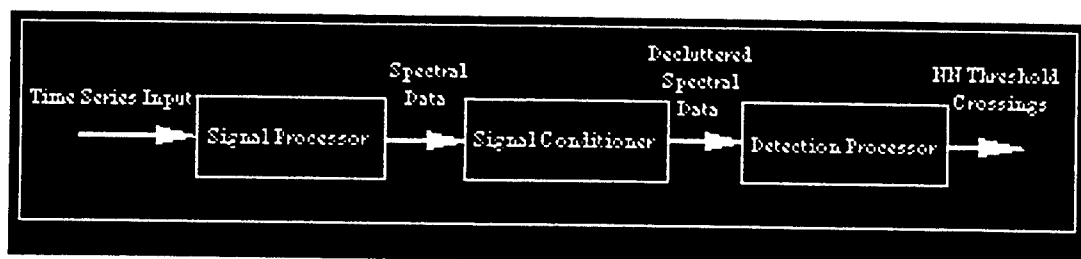 Time Series Input
Signal Processor
Spectral
Data
Signal Conditioner
Decluttered
Spectral
Data
Detection Processor
NN Threshold
Crossings